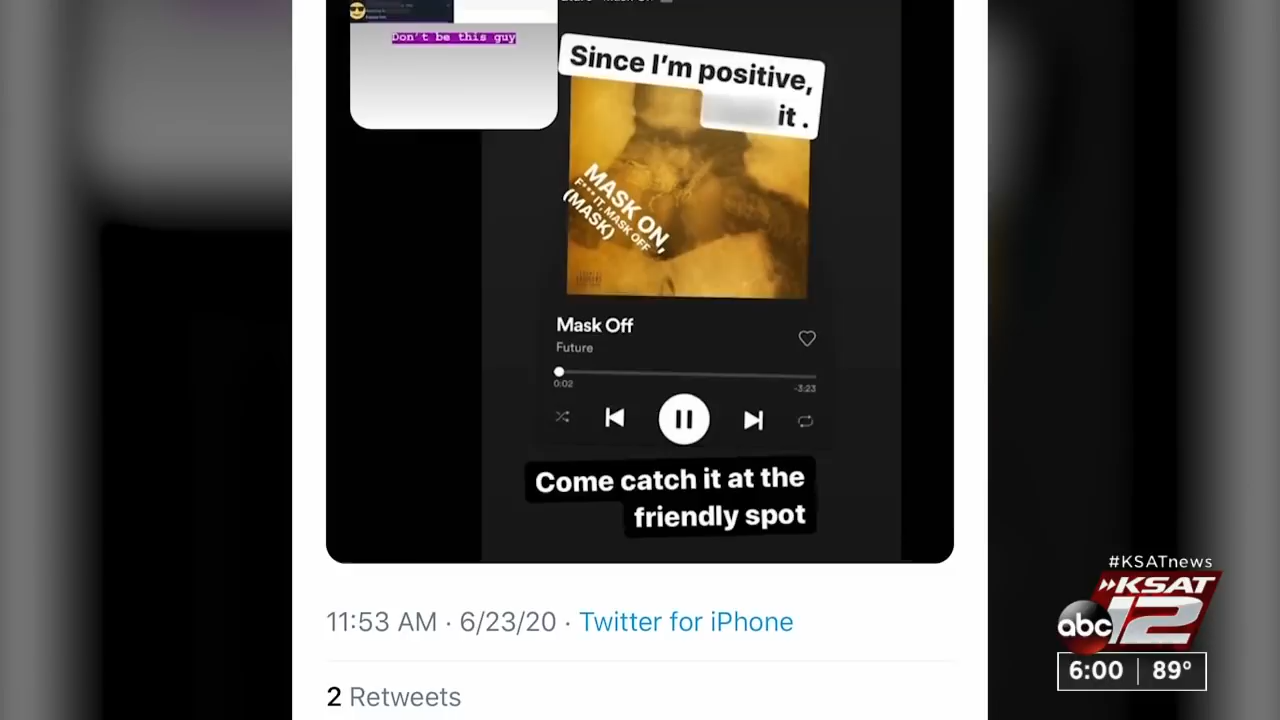 Don't be this guy
Since I'm positive,
it .
MASK ON,
F*** IT, MASK OFF
(MASK)
Mask Off
Future
0:02
-3:23
Come catch it at the
friendly spot
11:53 AM · 6/23/20 · Twitter for iPhone
2 Retweets
#KSATnews
KSAT
abc 12
6:00 89°